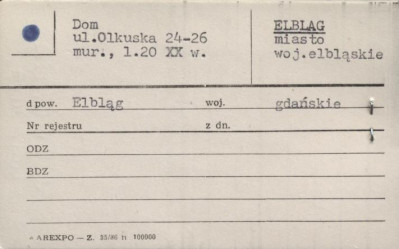 Dom
ul.Olkuska 24-26
mur., 1.20 XX w.
ELBLĄG
miasto
woj.elbląskie
d pow. Elbląg woj. gdańskie
Nr rejestru z dn.
ODZ
BDZ
AREXPO — Z. 55/86 n 100000